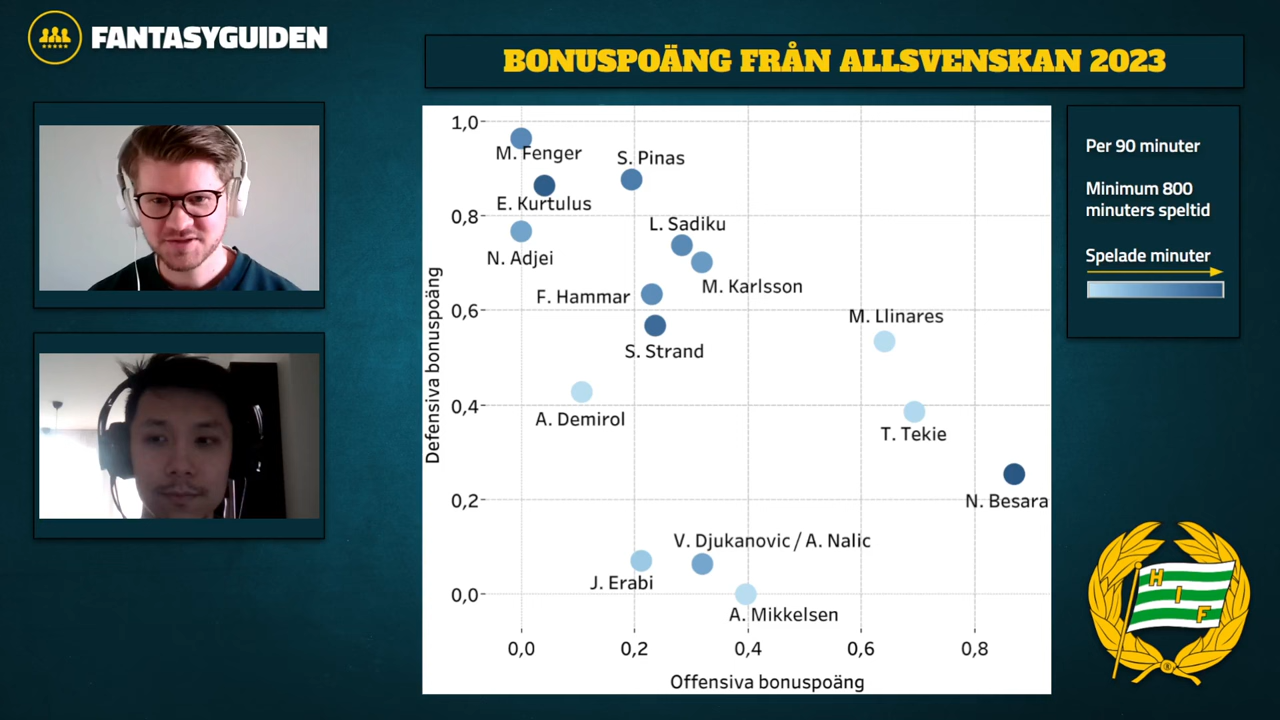 FANTASYGUIDEN
BONUSPOÄNG FRÅN ALLSVENSKAN 2023
1,0
M. Fenger
S. Pinas
E. Kurtulus
0,8
L. Sadiku
N. Adjei
M. Karlsson
F. Hammar
0,6
M. Llinares
S. Strand
0,4
A. Demirol
T. Tekie
0,2
N. Besara
V. Djukanovic / A. Nalic
J. Erabi
0,0
A. Mikkelsen
0,0 0,2 0,4 0,6 0,8
Offensiva bonuspoäng
Defensiva bonuspoäng
Per 90 minuter
Minimum 800
minuters speltid
Spelade minuter
H I F